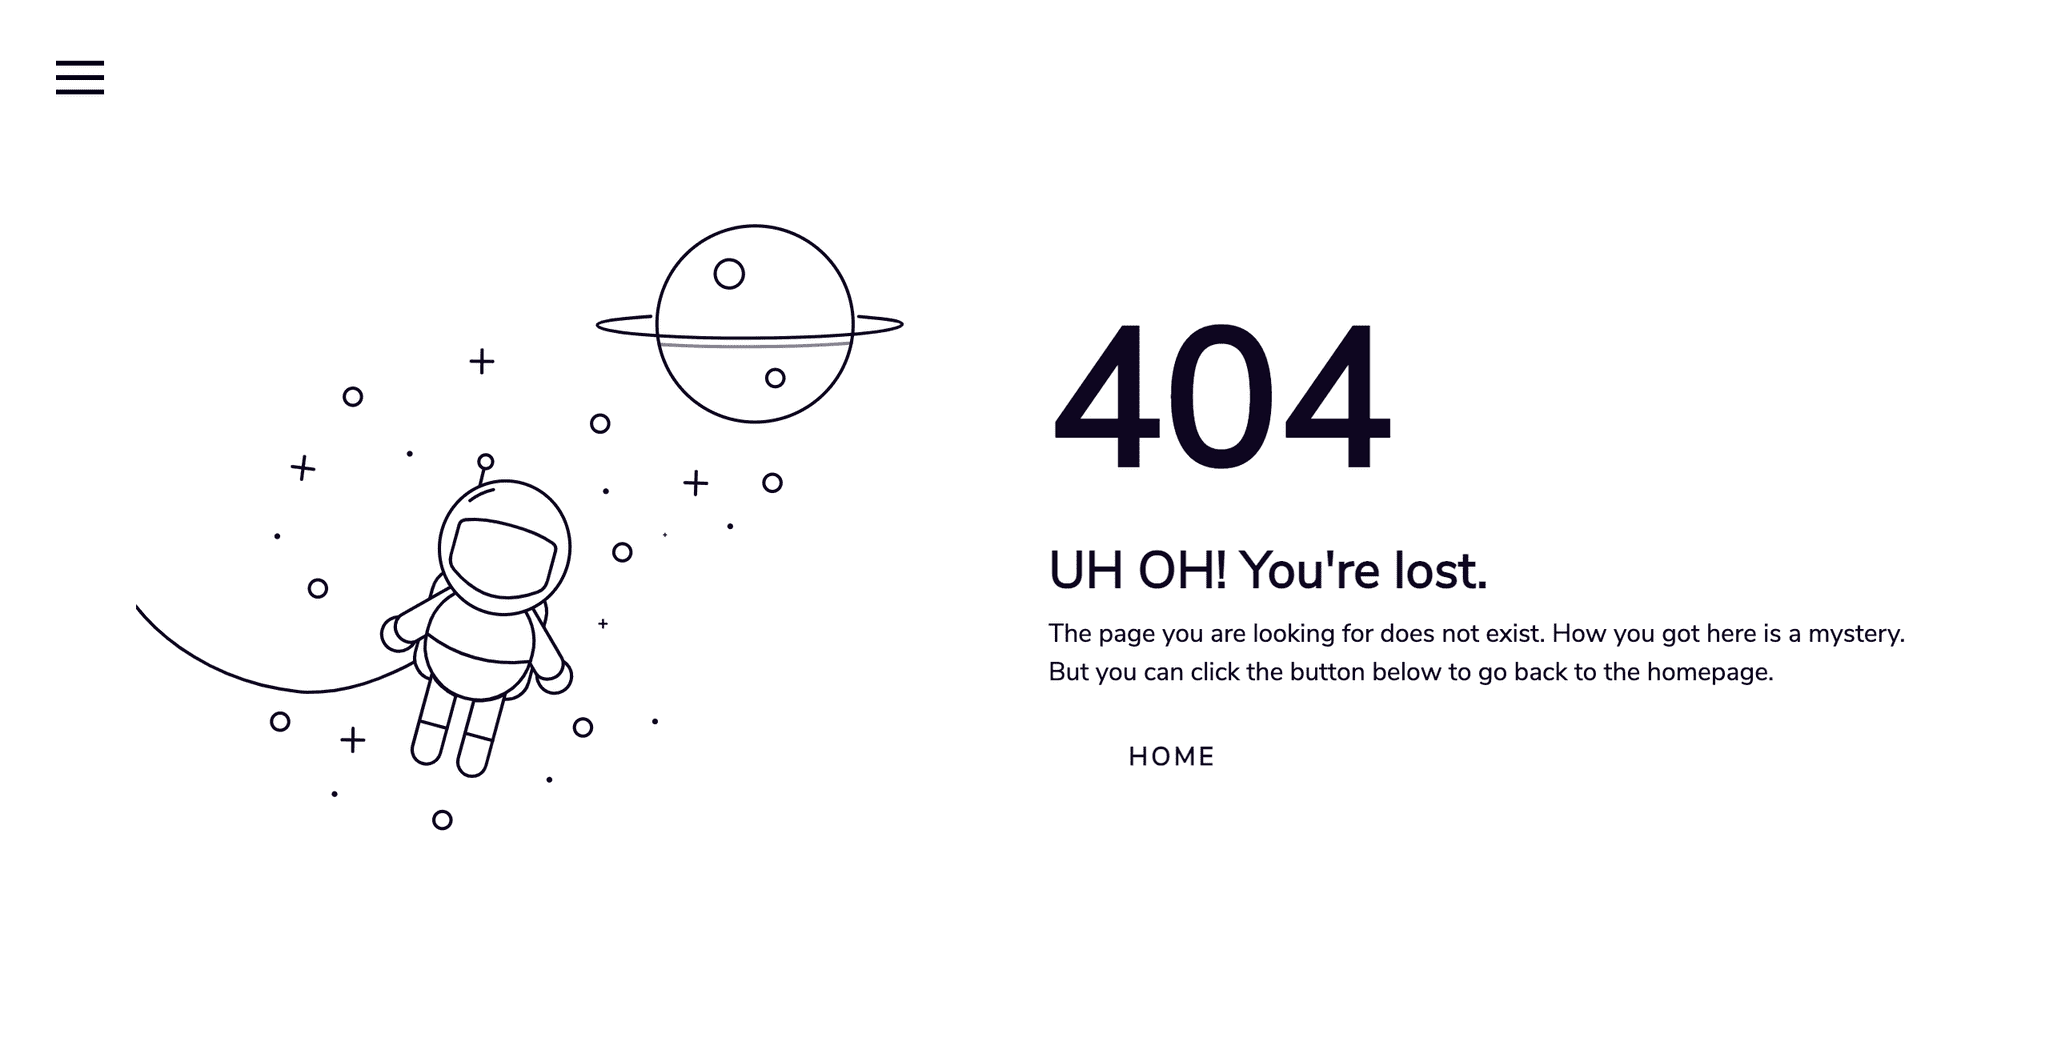 404
UH OH! You're lost.
The page you are looking for does not exist. How you got here is a mystery.
But you can click the button below to go back to the homepage.
HOME